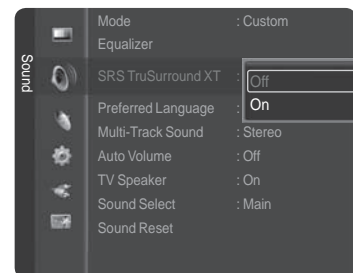 Sound
Mode : Custom
Equalizer
SRS TruSurround XT :
Off
On
Preferred Language :
Multi-Track Sound : Stereo
Auto Volume : Off
TV Speaker : On
Sound Select : Main
Sound Reset